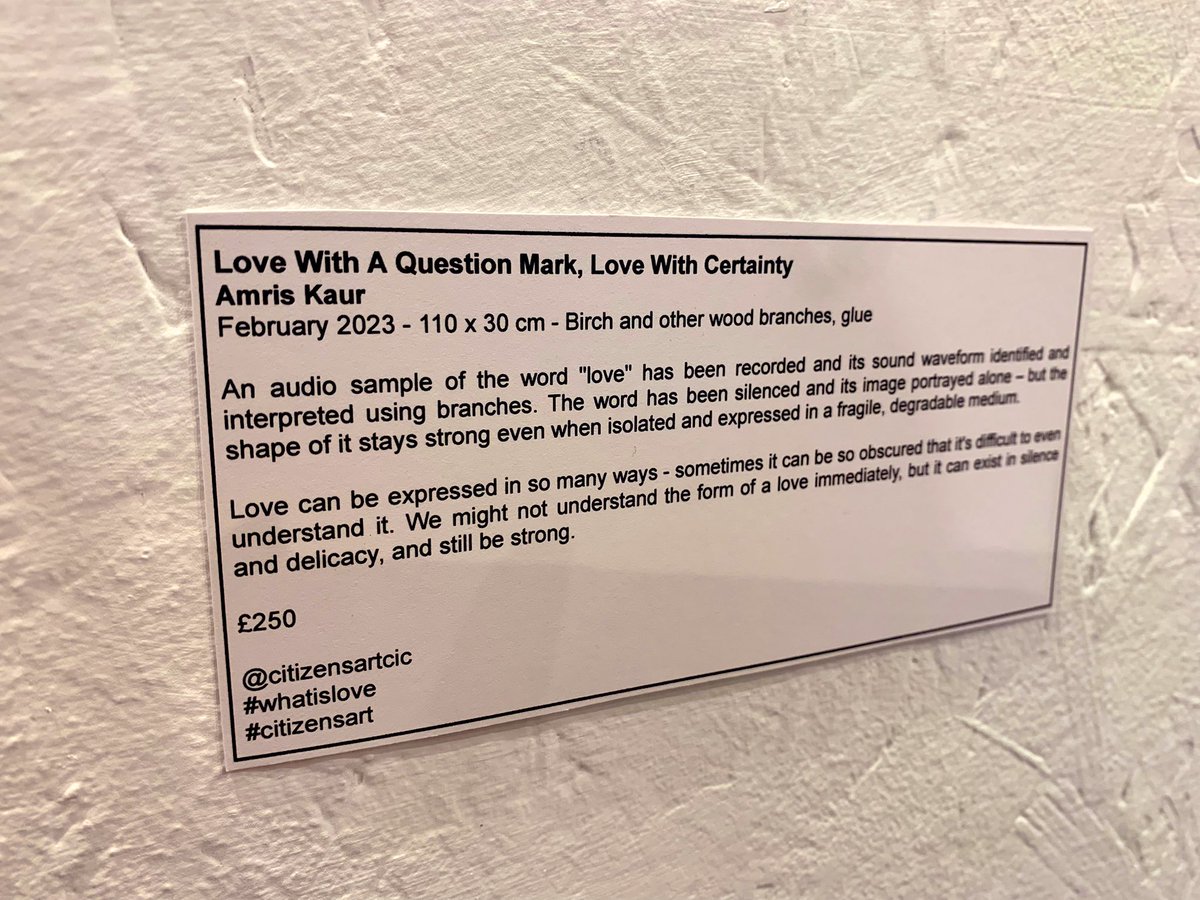 Love With A Question Mark, Love With Certainty
Amris Kaur
February 2023 - 110 x 30 cm - Birch and other wood branches, glue
An audio sample of the word "love" has been recorded and its sound waveform identified and
interpreted using branches. The word has been silenced and its image portrayed alone – but the
shape of it stays strong even when isolated and expressed in a fragile, degradable medium.
Love can be expressed in so many ways - sometimes it can be so obscured that it's difficult to even
understand it. We might not understand the form of a love immediately, but it can exist in silence
and delicacy, and still be strong.
£250
@citizensartcic
#whatislove
#citizensart